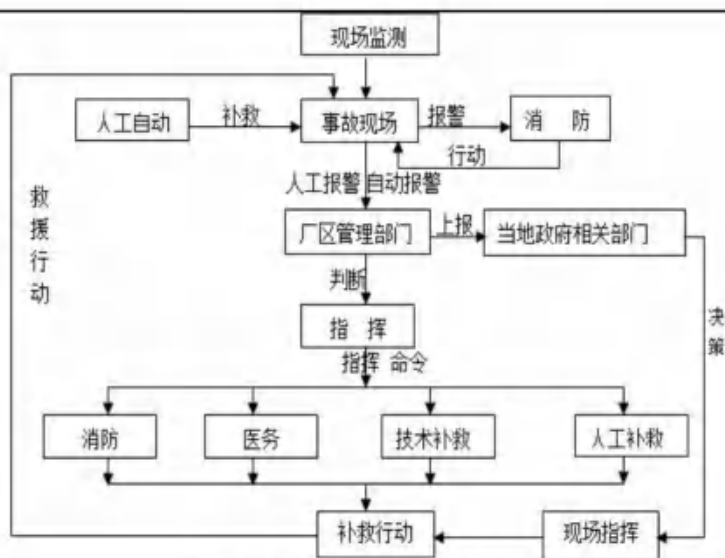 现场监测
人工自动
补救
事故现场
报警
消 防
行动
人工报警 自动报警
救援行动
厂区管理部门
上报
当地政府相关部门
判断
指 挥
决策
指挥 命令
消防
医务
技术补救
人工补救
补救行动
现场指挥